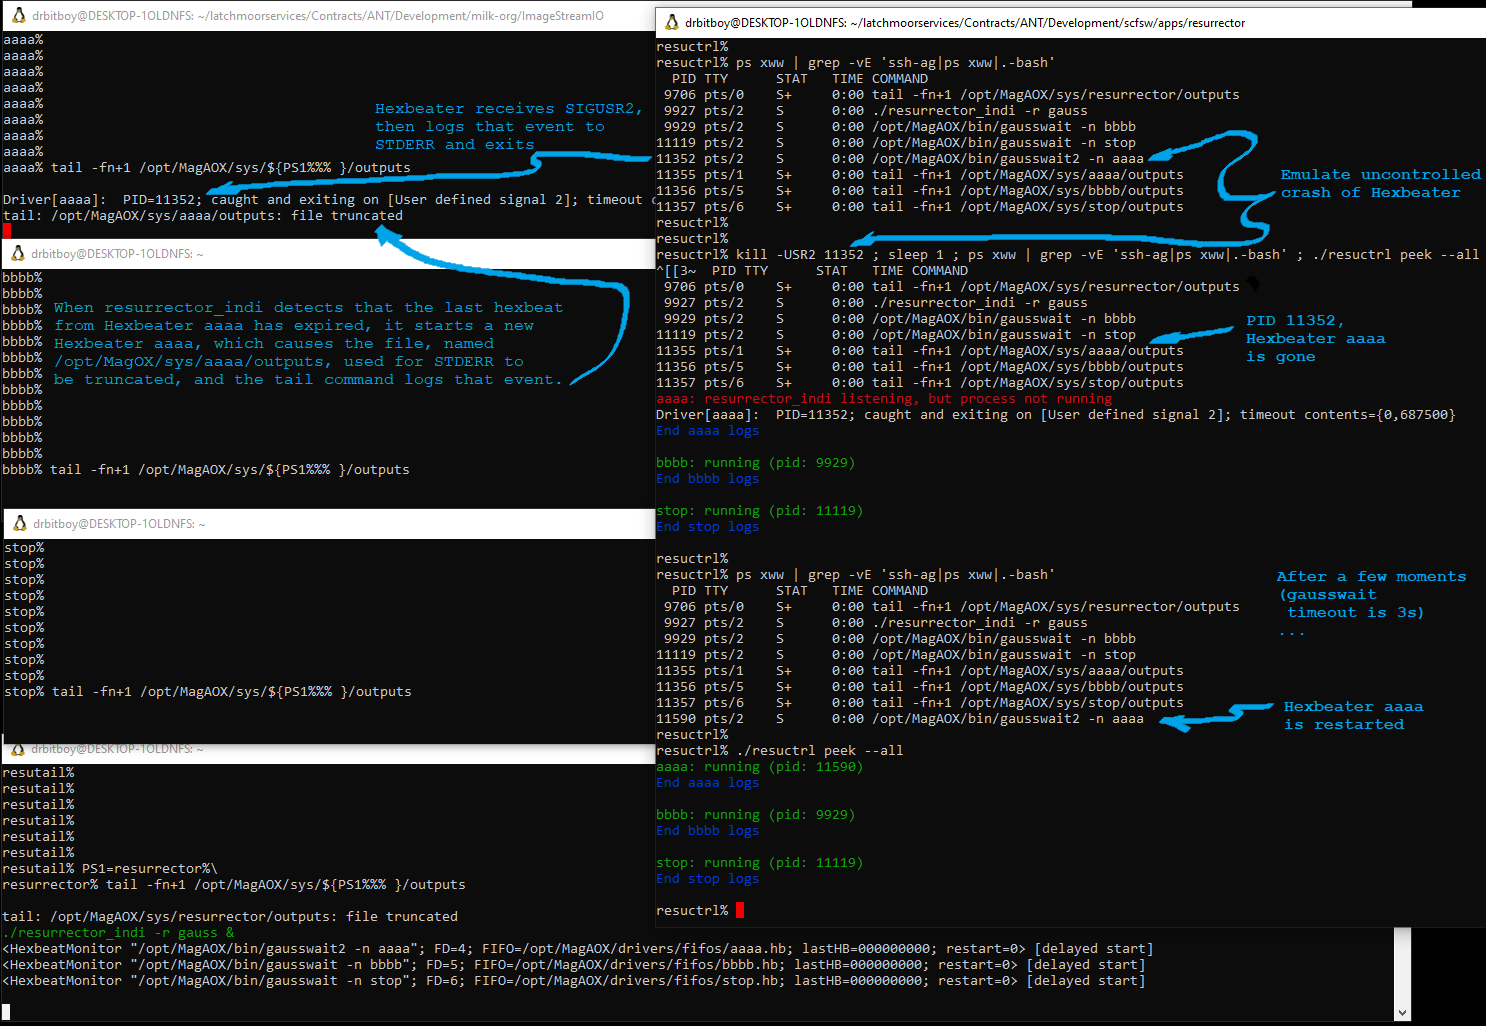 drbitboy@DESKTOP-1OLDNFS: ~/latchmoorservices/Contracts/ANT/Development/milk-org/ImageStreamIO
aaaa%
aaaa%
aaaa%
aaaa%
aaaa%
aaaa%
aaaa%
aaaa%
aaaa% tail -fn+1 /opt/MagAOX/sys/${PS1%%% }/outputs
Driver[aaaa]:  PID=11352; caught and exiting on [User defined signal 2]; timeout c
tail: /opt/MagAOX/sys/aaaa/outputs: file truncated
Hexbeater receives SIGUSR2,
then logs that event to
STDERR and exits
drbitboy@DESKTOP-1OLDNFS: ~
bbbb%
bbbb%
bbbb%
bbbb%
bbbb%
bbbb%
bbbb%
bbbb%
bbbb%
bbbb%
bbbb%
bbbb%
bbbb% tail -fn+1 /opt/MagAOX/sys/${PS1%%% }/outputs
When resurrector_indi detects that the last hexbeat
from Hexbeater aaaa has expired, it starts a new
Hexbeater aaaa, which causes the file, named
/opt/MagOX/sys/aaaa/outputs, used for STDERR to
be truncated, and the tail command logs that event.
drbitboy@DESKTOP-1OLDNFS: ~
stop%
stop%
stop%
stop%
stop%
stop%
stop%
stop%
stop%
stop% tail -fn+1 /opt/MagAOX/sys/${PS1%%% }/outputs
drbitboy@DESKTOP-1OLDNFS: ~
resutail%
resutail%
resutail%
resutail%
resutail%
resutail%
resutail% PS1=resurrector%\
resurrector% tail -fn+1 /opt/MagAOX/sys/${PS1%%% }/outputs
tail: /opt/MagAOX/sys/resurrector/outputs: file truncated
./resurrector_indi -r gauss &
<HexbeatMonitor "/opt/MagAOX/bin/gausswait2 -n aaaa"; FD=4; FIFO=/opt/MagAOX/drivers/fifos/aaaa.hb; lastHB=000000000; restart=0> [delayed start]
<HexbeatMonitor "/opt/MagAOX/bin/gausswait -n bbbb"; FD=5; FIFO=/opt/MagAOX/drivers/fifos/bbbb.hb; lastHB=000000000; restart=0> [delayed start]
<HexbeatMonitor "/opt/MagAOX/bin/gausswait -n stop"; FD=6; FIFO=/opt/MagAOX/drivers/fifos/stop.hb; lastHB=000000000; restart=0> [delayed start]
drbitboy@DESKTOP-1OLDNFS: ~/latchmoorservices/Contracts/ANT/Development/scfsw/apps/resurrector
resuctrl%
resuctrl% ps xww | grep -vE 'ssh-ag|ps xww|.-bash'
  PID TTY      STAT   TIME COMMAND
 9706 pts/0    S+     0:00 tail -fn+1 /opt/MagAOX/sys/resurrector/outputs
 9927 pts/2    S      0:00 ./resurrector_indi -r gauss
 9929 pts/2    S      0:00 /opt/MagAOX/bin/gausswait -n bbbb
11119 pts/2    S      0:00 /opt/MagAOX/bin/gausswait -n stop
11352 pts/2    S      0:00 /opt/MagAOX/bin/gausswait2 -n aaaa
11355 pts/1    S+     0:00 tail -fn+1 /opt/MagAOX/sys/aaaa/outputs
11356 pts/5    S+     0:00 tail -fn+1 /opt/MagAOX/sys/bbbb/outputs
11357 pts/6    S+     0:00 tail -fn+1 /opt/MagAOX/sys/stop/outputs
resuctrl%
resuctrl%
resuctrl% kill -USR2 11352 ; sleep 1 ; ps xww | grep -vE 'ssh-ag|ps xww|.-bash' ; ./resuctrl peek --all
^[[3~  PID TTY      STAT   TIME COMMAND
 9706 pts/0    S+     0:00 tail -fn+1 /opt/MagAOX/sys/resurrector/outputs
 9927 pts/2    S      0:00 ./resurrector_indi -r gauss
 9929 pts/2    S      0:00 /opt/MagAOX/bin/gausswait -n bbbb
11119 pts/2    S      0:00 /opt/MagAOX/bin/gausswait -n stop
11355 pts/1    S+     0:00 tail -fn+1 /opt/MagAOX/sys/aaaa/outputs
11356 pts/5    S+     0:00 tail -fn+1 /opt/MagAOX/sys/bbbb/outputs
11357 pts/6    S+     0:00 tail -fn+1 /opt/MagAOX/sys/stop/outputs
aaaa: resurrector_indi listening, but process not running
Driver[aaaa]:  PID=11352; caught and exiting on [User defined signal 2]; timeout contents={0,687500}
End aaaa logs
bbbb: running (pid: 9929)
End bbbb logs
stop: running (pid: 11119)
End stop logs
resuctrl%
resuctrl% ps xww | grep -vE 'ssh-ag|ps xww|.-bash'
  PID TTY      STAT   TIME COMMAND
 9706 pts/0    S+     0:00 tail -fn+1 /opt/MagAOX/sys/resurrector/outputs
 9927 pts/2    S      0:00 ./resurrector_indi -r gauss
 9929 pts/2    S      0:00 /opt/MagAOX/bin/gausswait -n bbbb
11119 pts/2    S      0:00 /opt/MagAOX/bin/gausswait -n stop
11355 pts/1    S+     0:00 tail -fn+1 /opt/MagAOX/sys/aaaa/outputs
11356 pts/5    S+     0:00 tail -fn+1 /opt/MagAOX/sys/bbbb/outputs
11357 pts/6    S+     0:00 tail -fn+1 /opt/MagAOX/sys/stop/outputs
11590 pts/2    S      0:00 /opt/MagAOX/bin/gausswait2 -n aaaa
resuctrl%
resuctrl% ./resuctrl peek --all
aaaa: running (pid: 11590)
End aaaa logs
bbbb: running (pid: 9929)
End bbbb logs
stop: running (pid: 11119)
End stop logs
resuctrl%
Emulate uncontrolled
crash of Hexbeater
PID 11352,
Hexbeater aaaa
is gone
After a few moments
(gausswait
timeout is 3s)
...
Hexbeater aaaa
is restarted